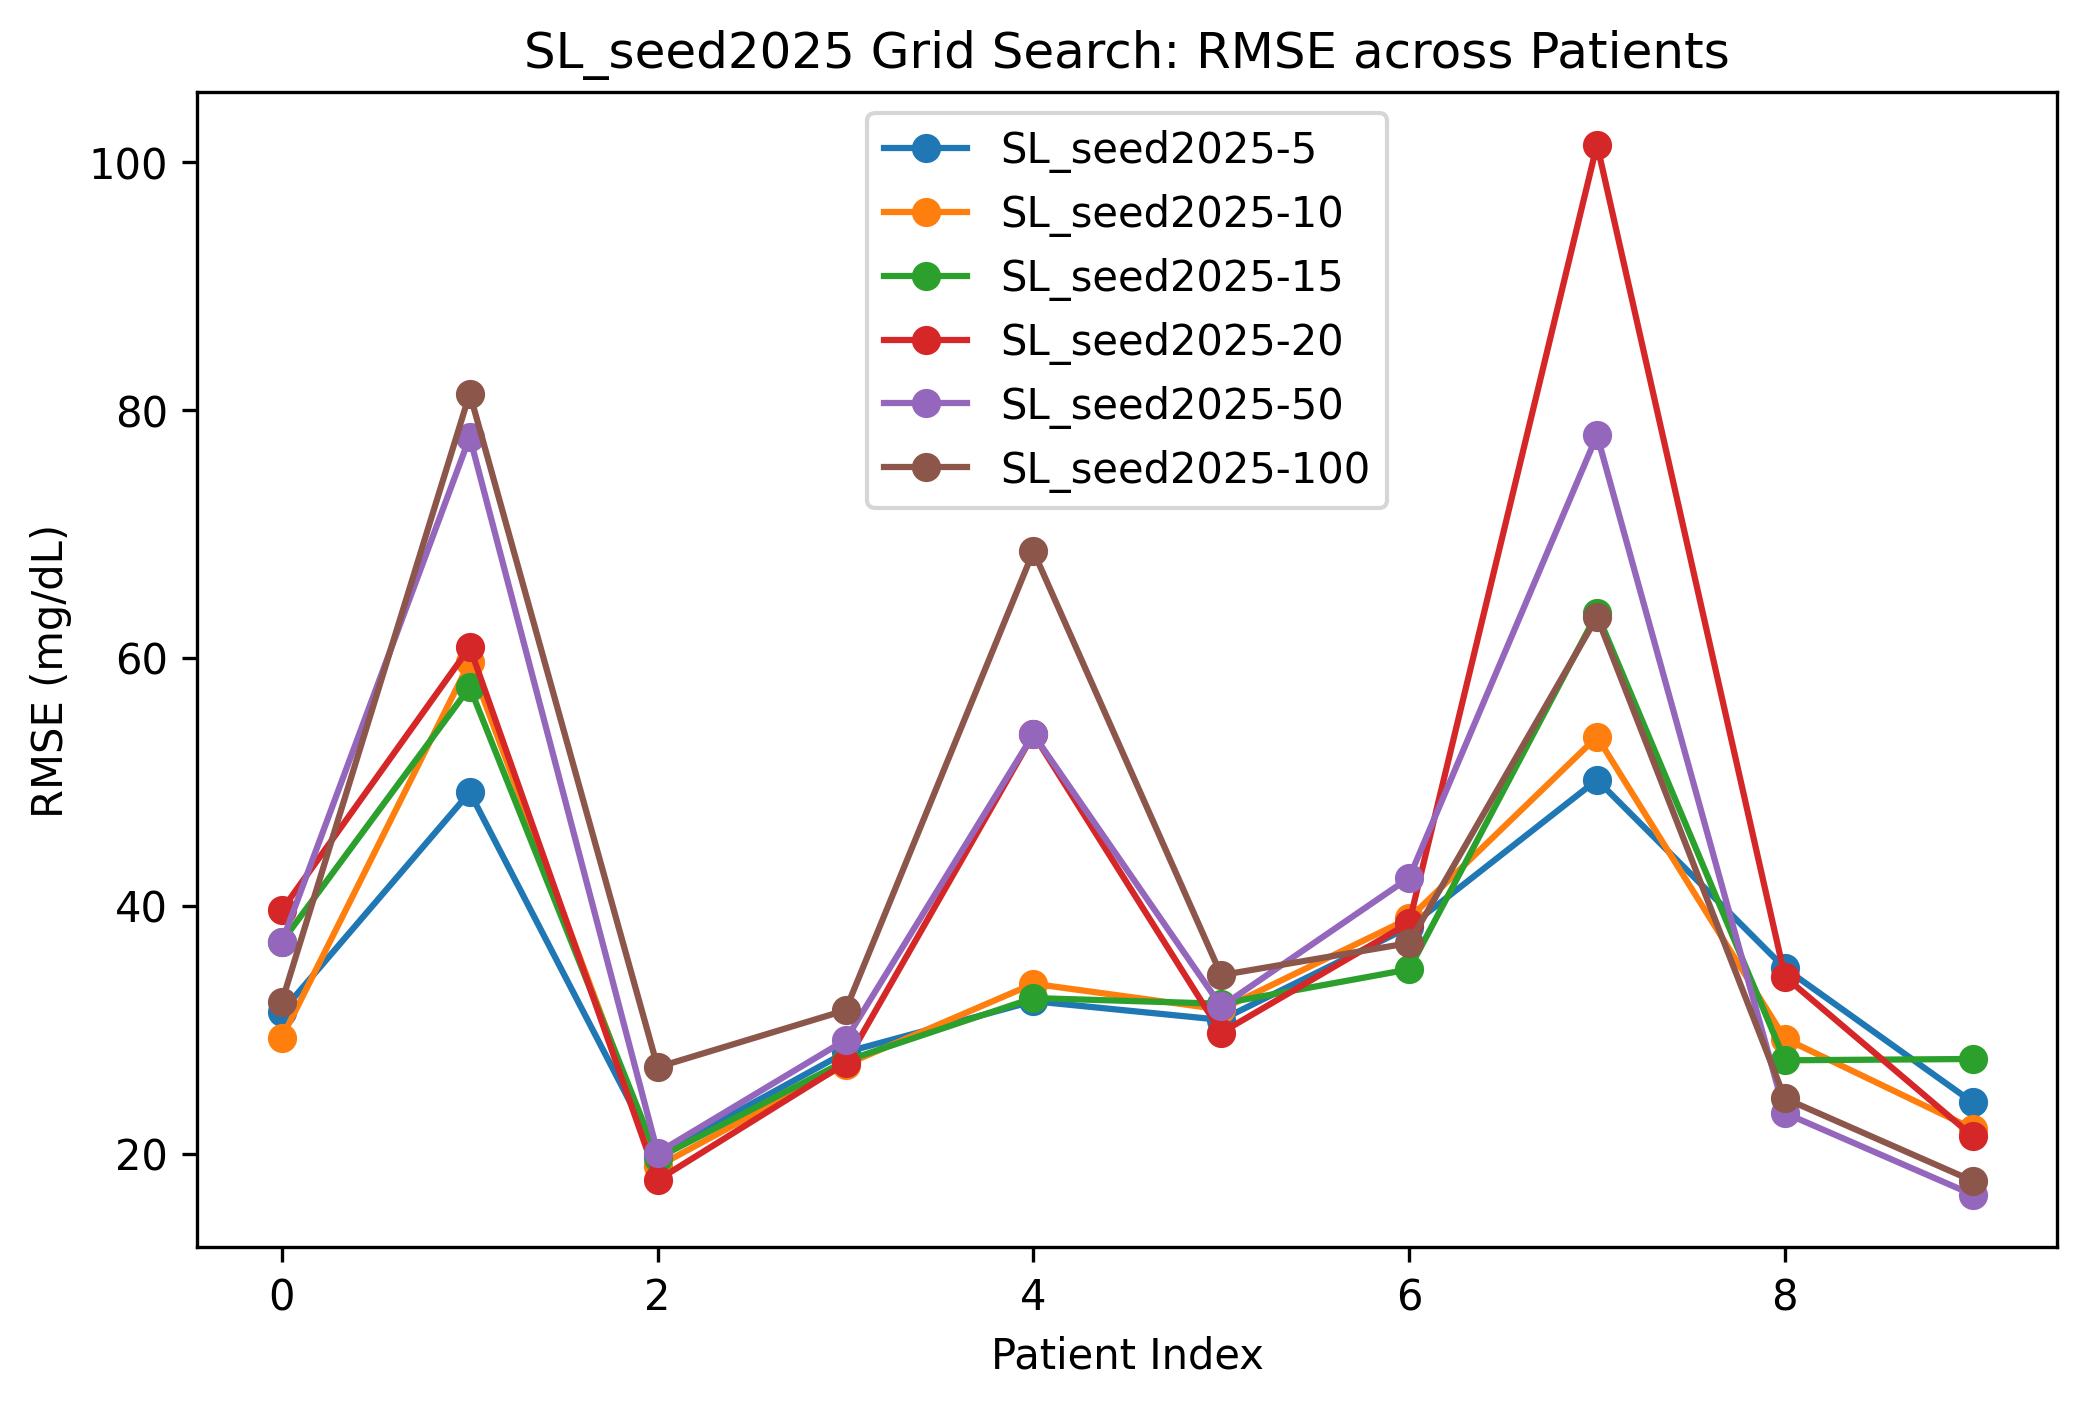 SL_seed2025 Grid Search: RMSE across Patients
SL_seed2025-5
SL_seed2025-10
SL_seed2025-15
SL_seed2025-20
SL_seed2025-50
SL_seed2025-100
RMSE (mg/dL)
100
80
60
40
20
0 2 4 6 8
Patient Index